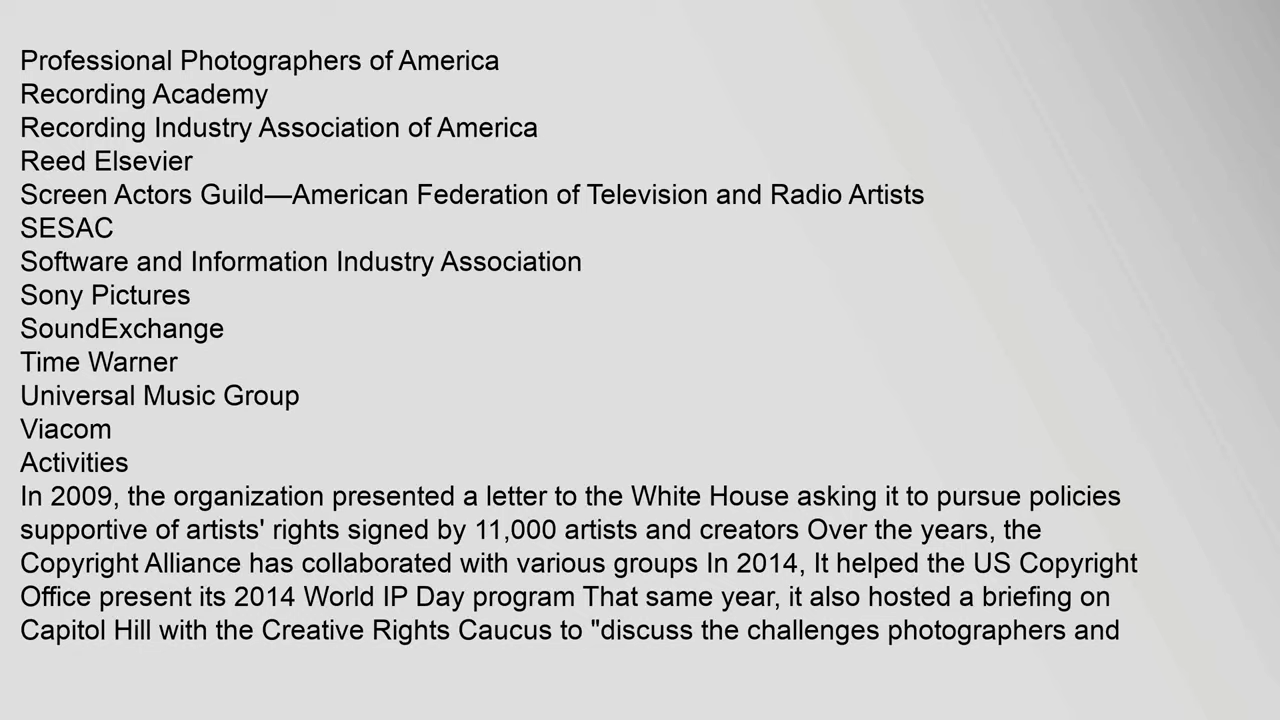 Professional Photographers of America
Recording Academy
Recording Industry Association of America
Reed Elsevier
Screen Actors Guild—American Federation of Television and Radio Artists
SESAC
Software and Information Industry Association
Sony Pictures
SoundExchange
Time Warner
Universal Music Group
Viacom
Activities
In 2009, the organization presented a letter to the White House asking it to pursue policies
supportive of artists' rights signed by 11,000 artists and creators Over the years, the
Copyright Alliance has collaborated with various groups In 2014, It helped the US Copyright
Office present its 2014 World IP Day program That same year, it also hosted a briefing on
Capitol Hill with the Creative Rights Caucus to "discuss the challenges photographers and